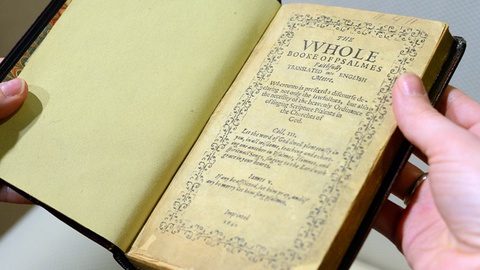 THE
WHOLE
BOOKE OF PSALMES
Faithfully
TRANSLATED into ENGLISH
Metre.
Whereunto is prefixed a discourse de-
claring not only the lawfullnes, but also
the necessity of the heavenly Ordinance
of singing Scripture Psalmes in
the Churches of
God.
Coll. III.
Let the word of God dwell plenteously in
you, in all wisdome, teaching and exhort-
ing one another in Psalmes, Himnes, and
spirituall Songs, singing to the Lord with
grace in your hearts.
Iames V.
If any be afflicted, let him pray, and if
any be merry let him sing psalmes.
Imprinted
1640